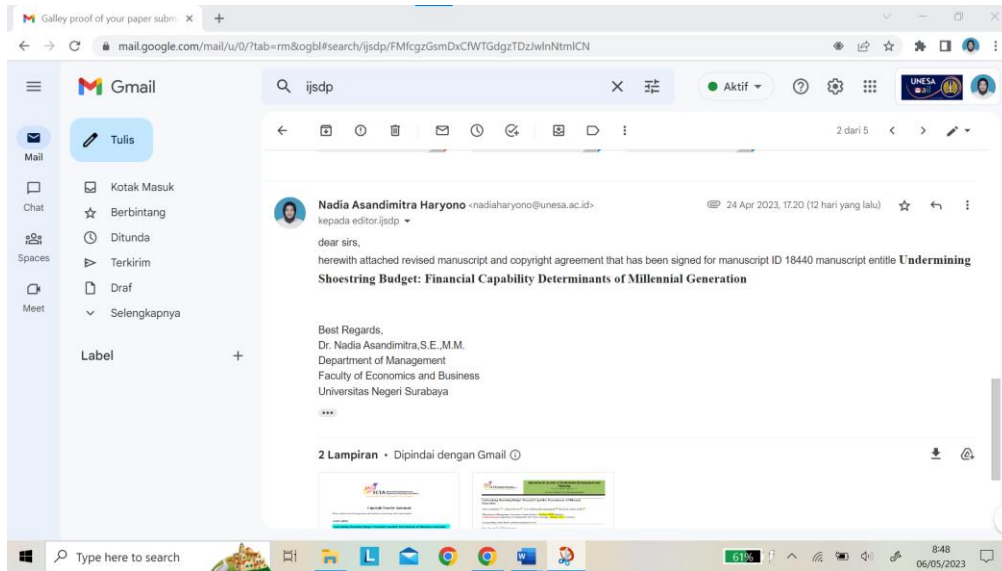 Galley proof of your paper subm
mail.google.com/mail/u/0/?tab=rm&ogbl#search/ijsdp/FMfcgzGsmDxCfWTGdgzTDzJwlnNtmlCN
Gmail
ijsdp
Aktif
UNESA
Mail
Tulis
2 dari 5
Kotak Masuk
Chat
Berbintang
Nadia Asandimitra Haryono <nadiaharyono@unesa.ac.id>
24 Apr 2023, 17.20 (12 hari yang lalu)
kepada editor.ijsdp
Ditunda
Spaces
Terkirim
Draf
Meet
Selengkapnya
Label
dear sirs,
herewith attached revised manuscript and copyright agreement that has been signed for manuscript ID 18440 manuscript entitle Undermining
Shoestring Budget: Financial Capability Determinants of Millennial Generation
Best Regards,
Dr. Nadia Asandimitra,S.E.,M.M.
Department of Management
Faculty of Economics and Business
Universitas Negeri Surabaya
2 Lampiran • Dipindai dengan Gmail
Type here to search
61%
8:48
06/05/2023